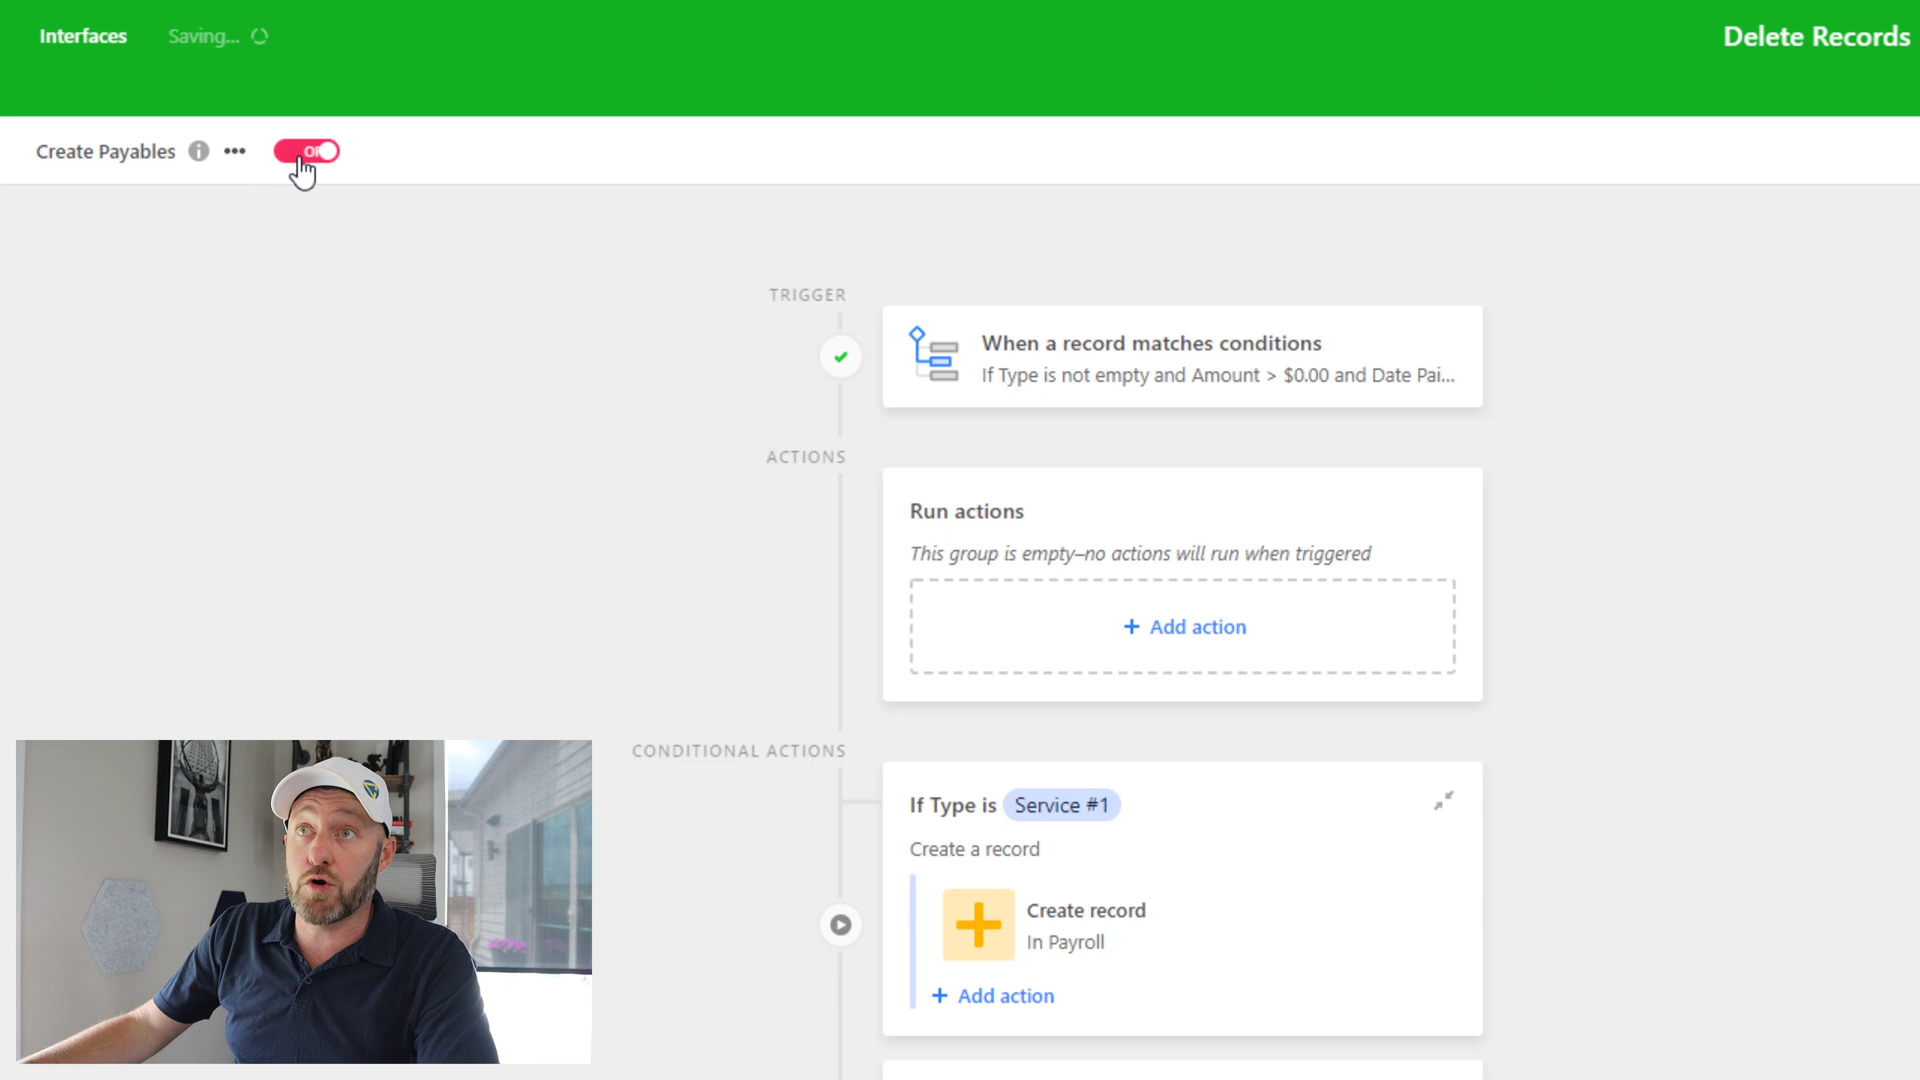 Interfaces
Saving...
Delete Records
Create Payables
TRIGGER
When a record matches conditions
If Type is not empty and Amount > $0.00 and Date Pai...
ACTIONS
Run actions
This group is empty–no actions will run when triggered
+ Add action
CONDITIONAL ACTIONS
If Type is Service #1
Create a record
Create record
In Payroll
+ Add action